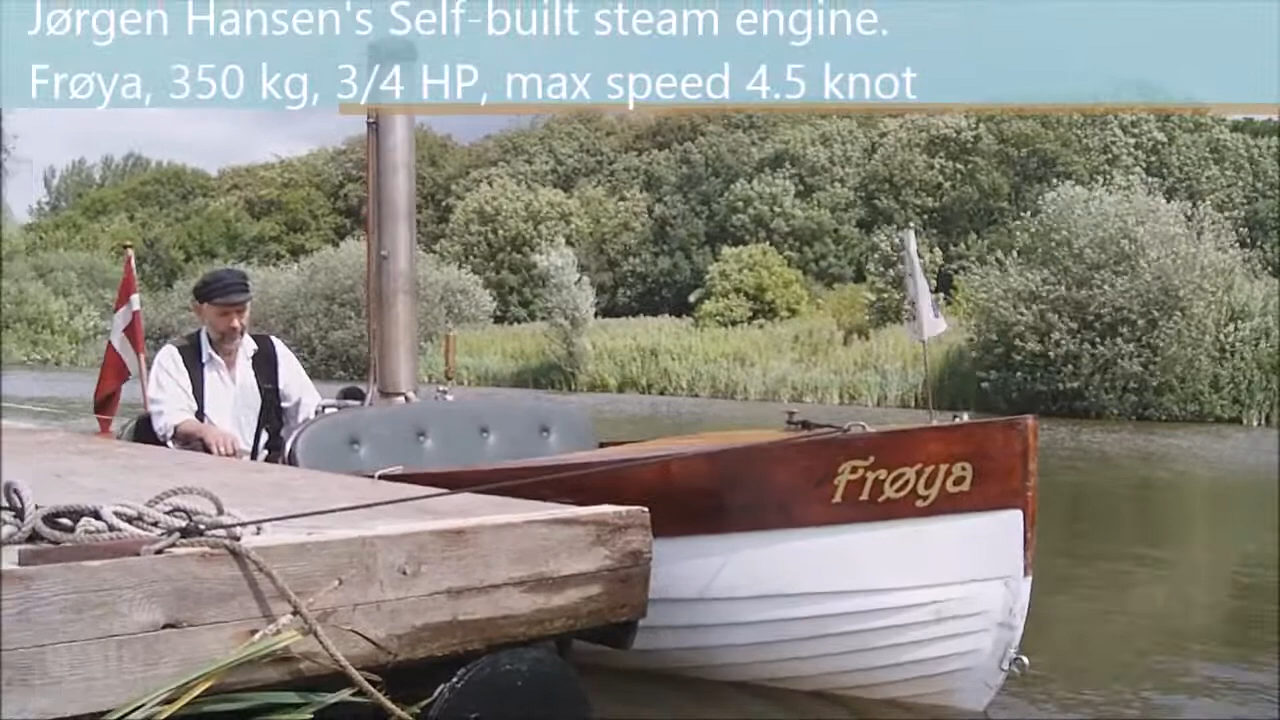 Jørgen Hansen's Self-built steam engine.
Frøya, 350 kg, 3/4 HP, max speed 4.5 knot
Frøya